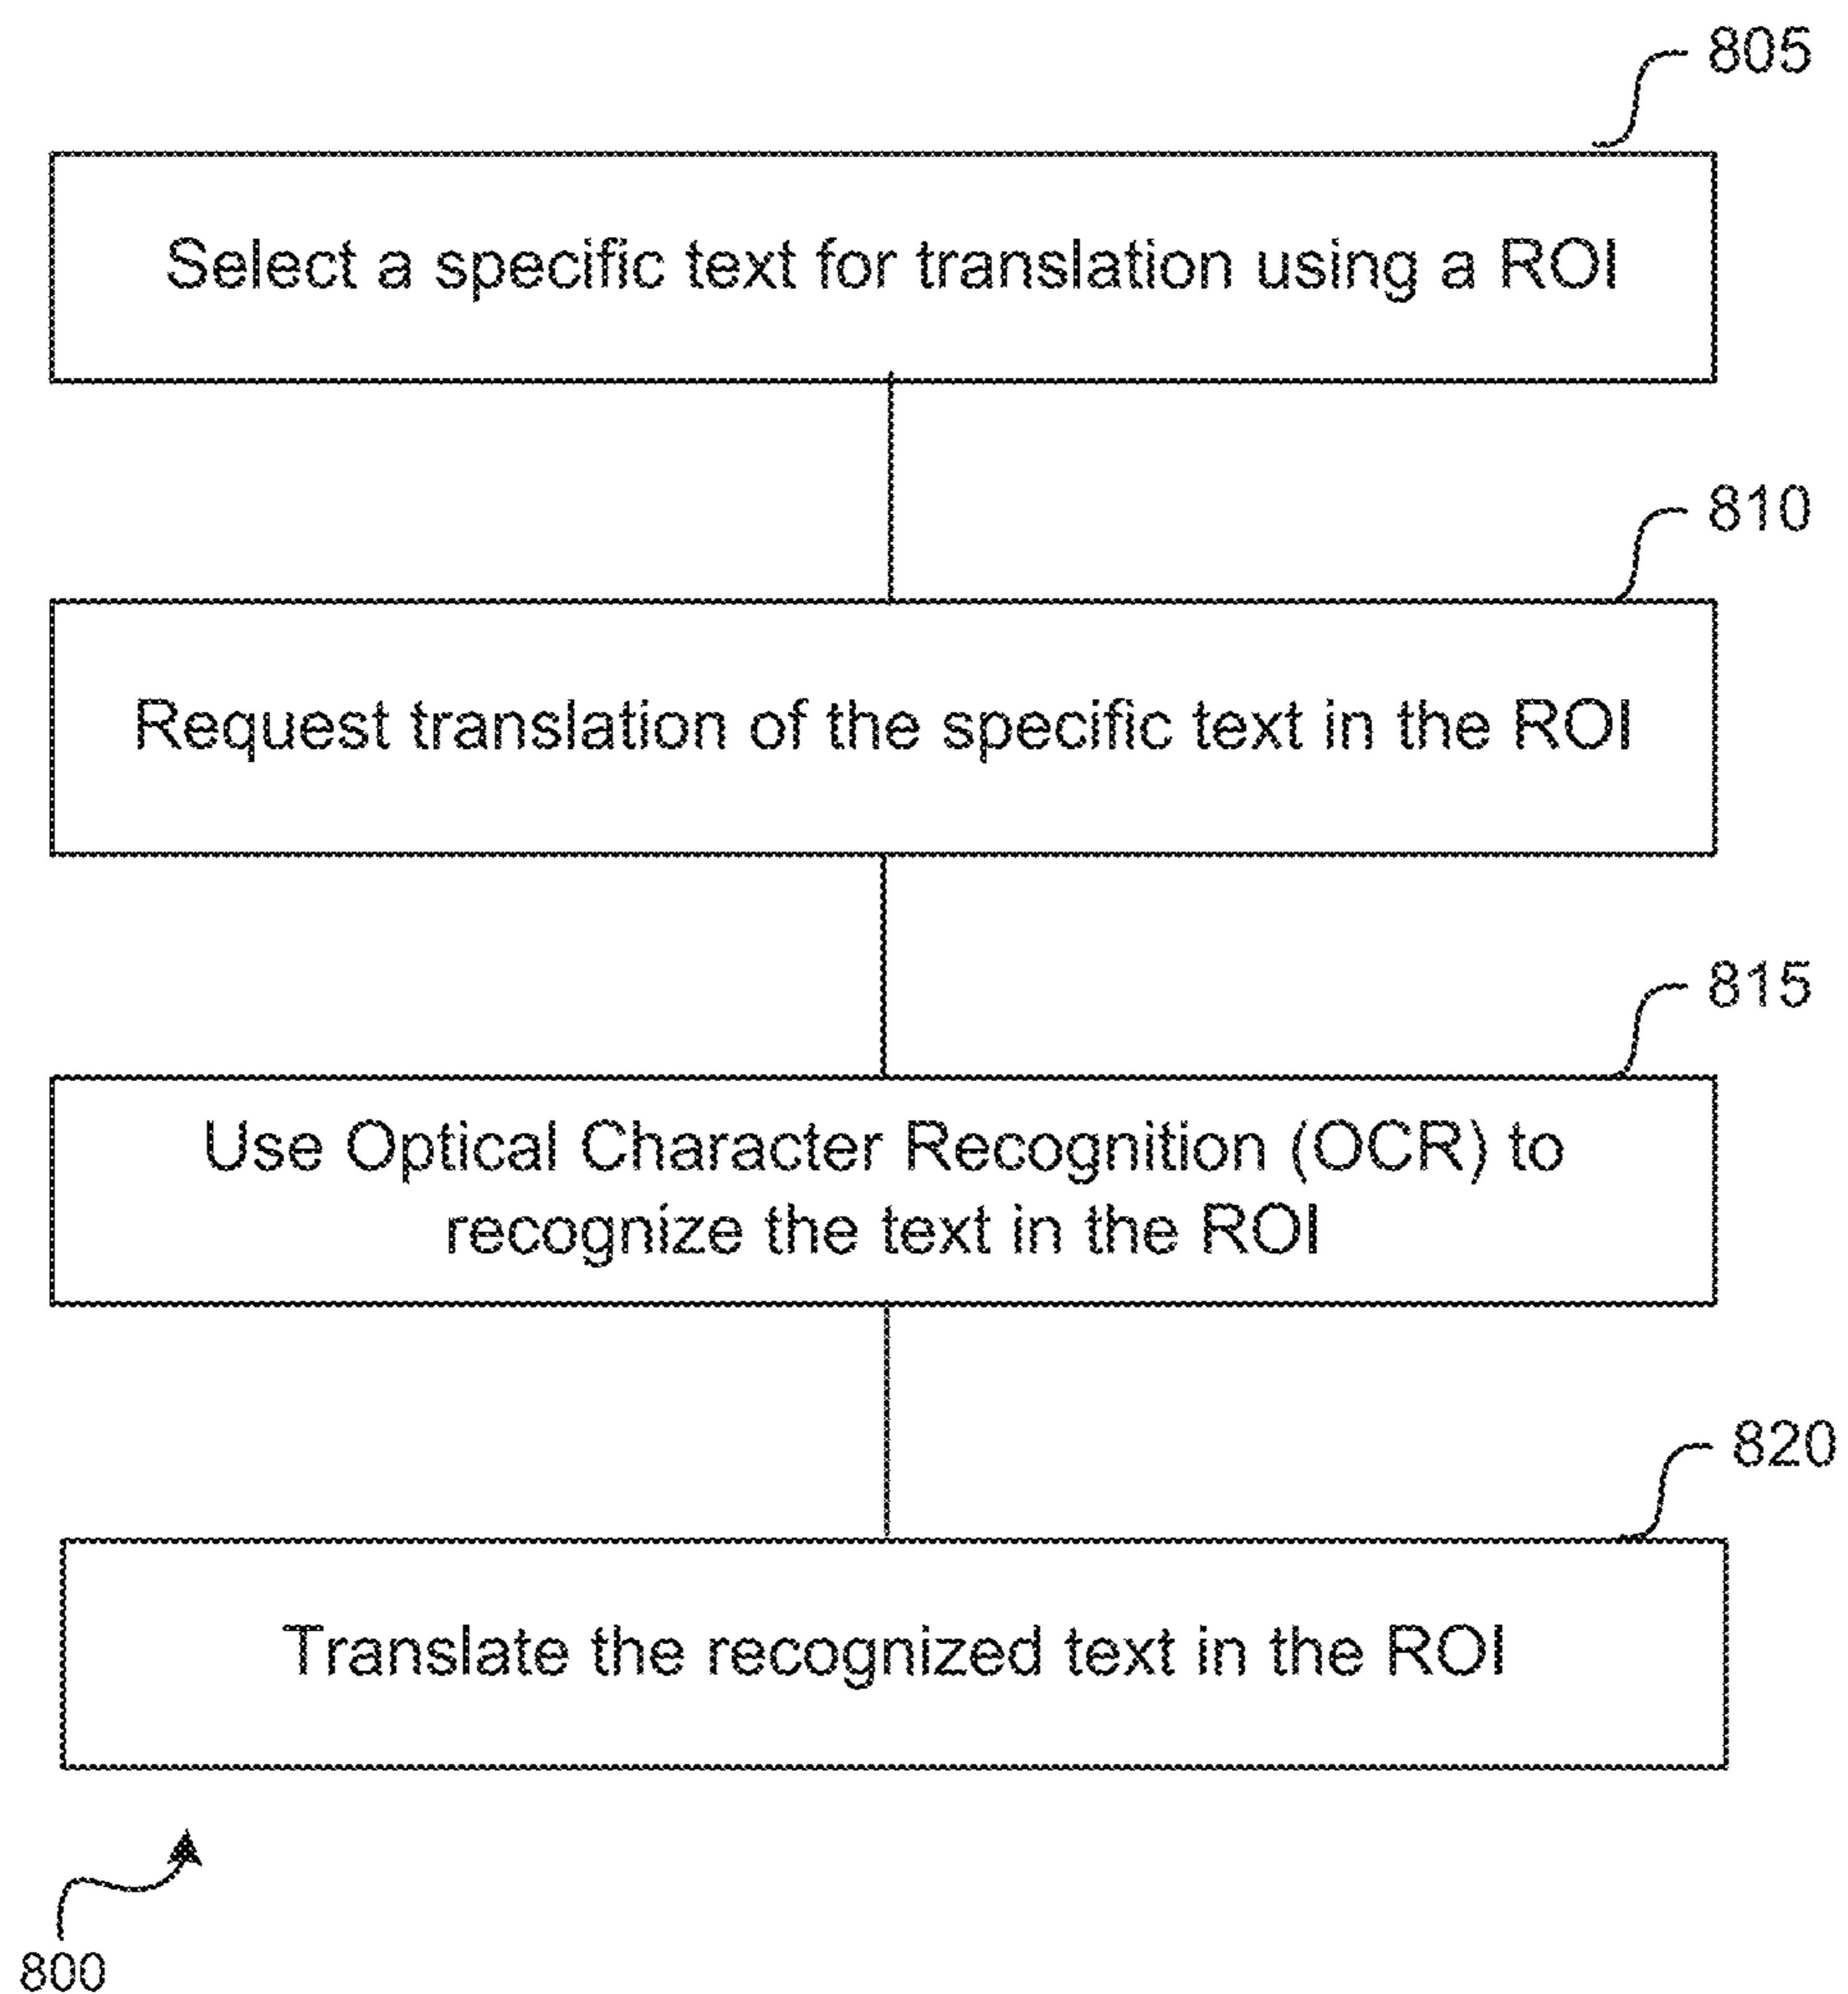 805
Select a specific text for translation using a ROI
810
Request translation of the specific text in the ROI
815
Use Optical Character Recognition (OCR) to
recognize the text in the ROI
820
Translate the recognized text in the ROI
800